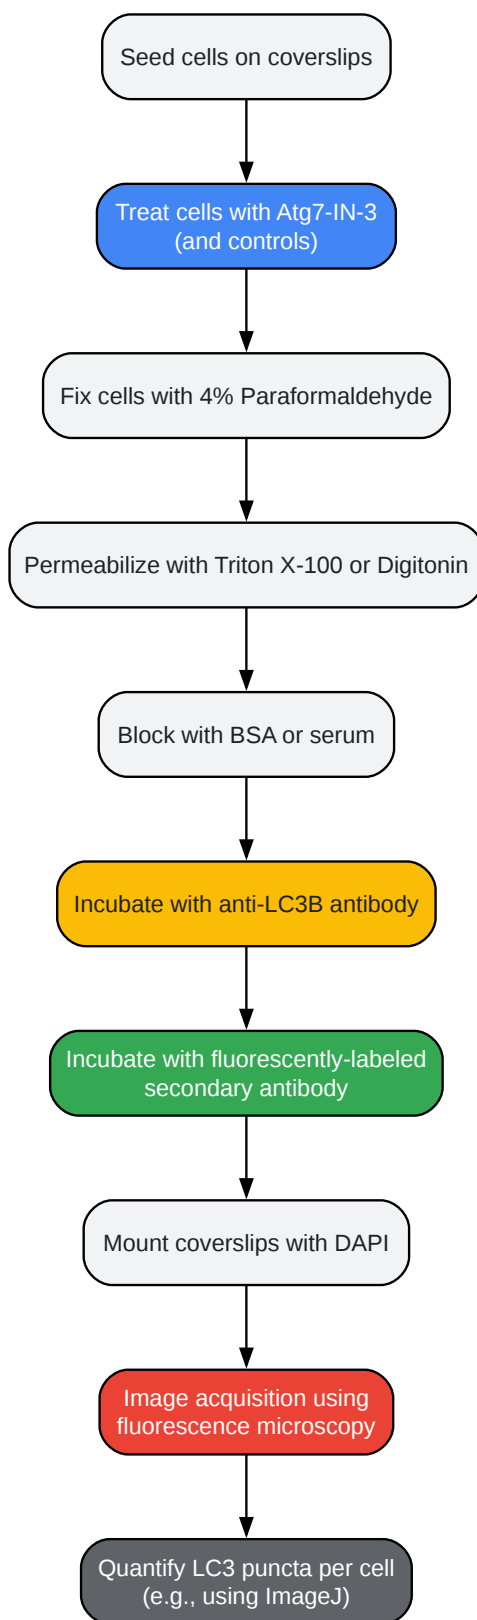 Seed cells on coverslips
Treat cells with Atg7-IN-3
(and controls)
Fix cells with 4% Paraformaldehyde
Permeabilize with Triton X-100 or Digitonin
Block with BSA or serum
Incubate with anti-LC3B antibody
Incubate with fluorescently-labeled
secondary antibody
Mount coverslips with DAPI
Image acquisition using
fluorescence microscopy
Quantify LC3 puncta per cell
(e.g., using ImageJ)